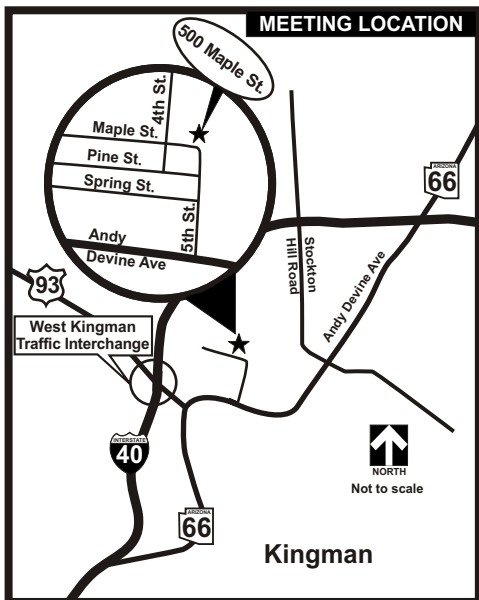 MEETING LOCATION
500 Maple St.
4th St.
Maple St.
Pine St.
Spring St.
5th St.
Andy
Devine Ave
ARIZONA
66
Stockton
Hill Road
Andy Devine Ave
93
West Kingman
Traffic Interchange
INTERSTATE
40
NORTH
Not to scale
ARIZONA
66
Kingman